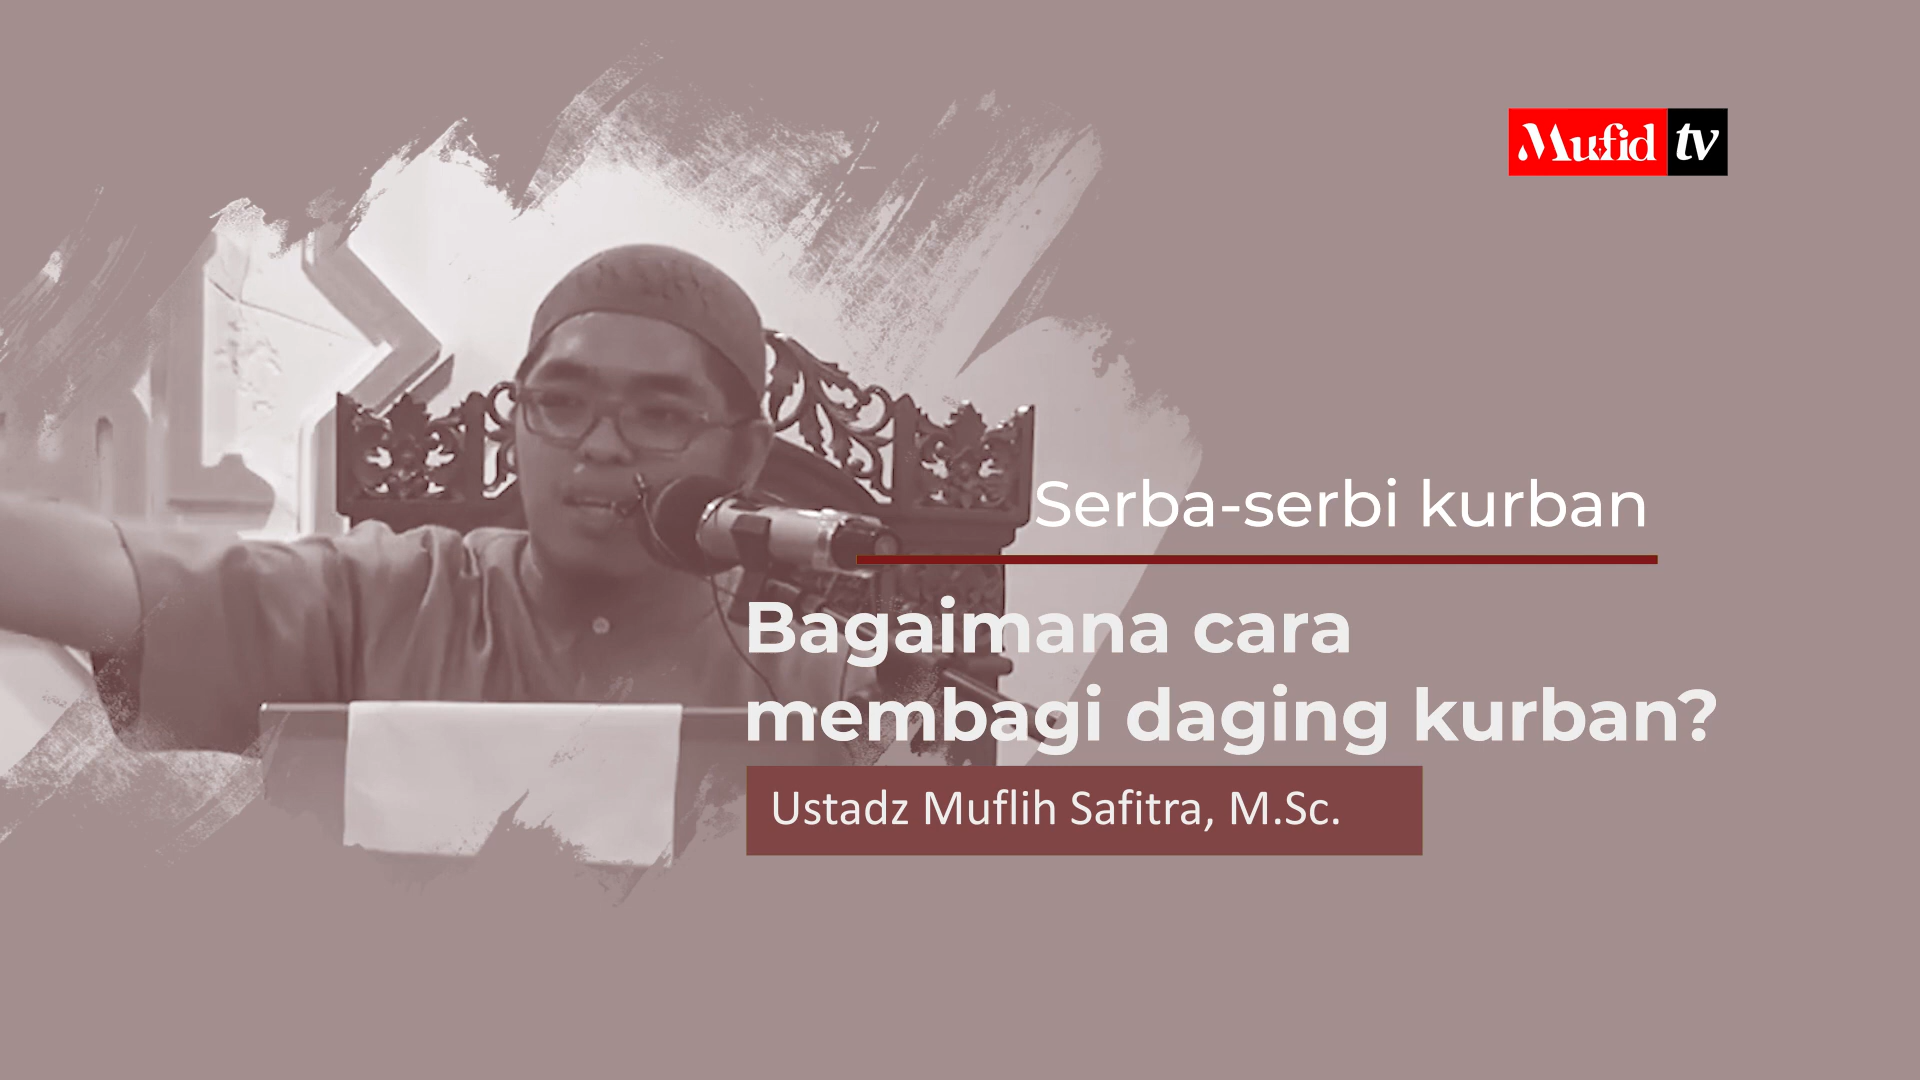 Mufid tv
Serba-serbi kurban
Bagaimana cara
membagi daging kurban?
Ustadz Muflih Safitra, M.Sc.